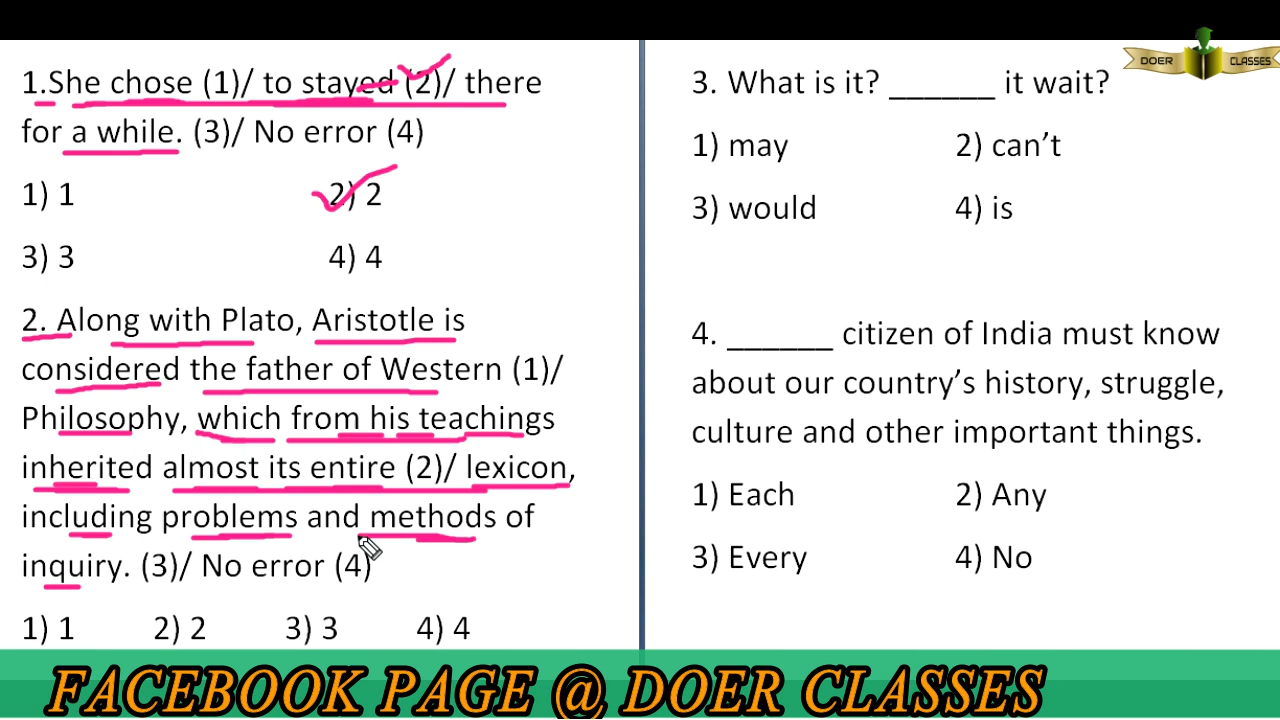 DOER CLASSES
1.She chose (1)/ to stayed (2)/ there
for a while. (3)/ No error (4)
1) 1 2) 2
3) 3 4) 4
2. Along with Plato, Aristotle is
considered the father of Western (1)/
Philosophy, which from his teachings
inherited almost its entire (2)/ lexicon,
including problems and methods of
inquiry. (3)/ No error (4)
1) 1 2) 2 3) 3 4) 4
3. What is it? ______ it wait?
1) may 2) can’t
3) would 4) is
4. ______ citizen of India must know
about our country’s history, struggle,
culture and other important things.
1) Each 2) Any
3) Every 4) No
FACEBOOK PAGE @ DOER CLASSES